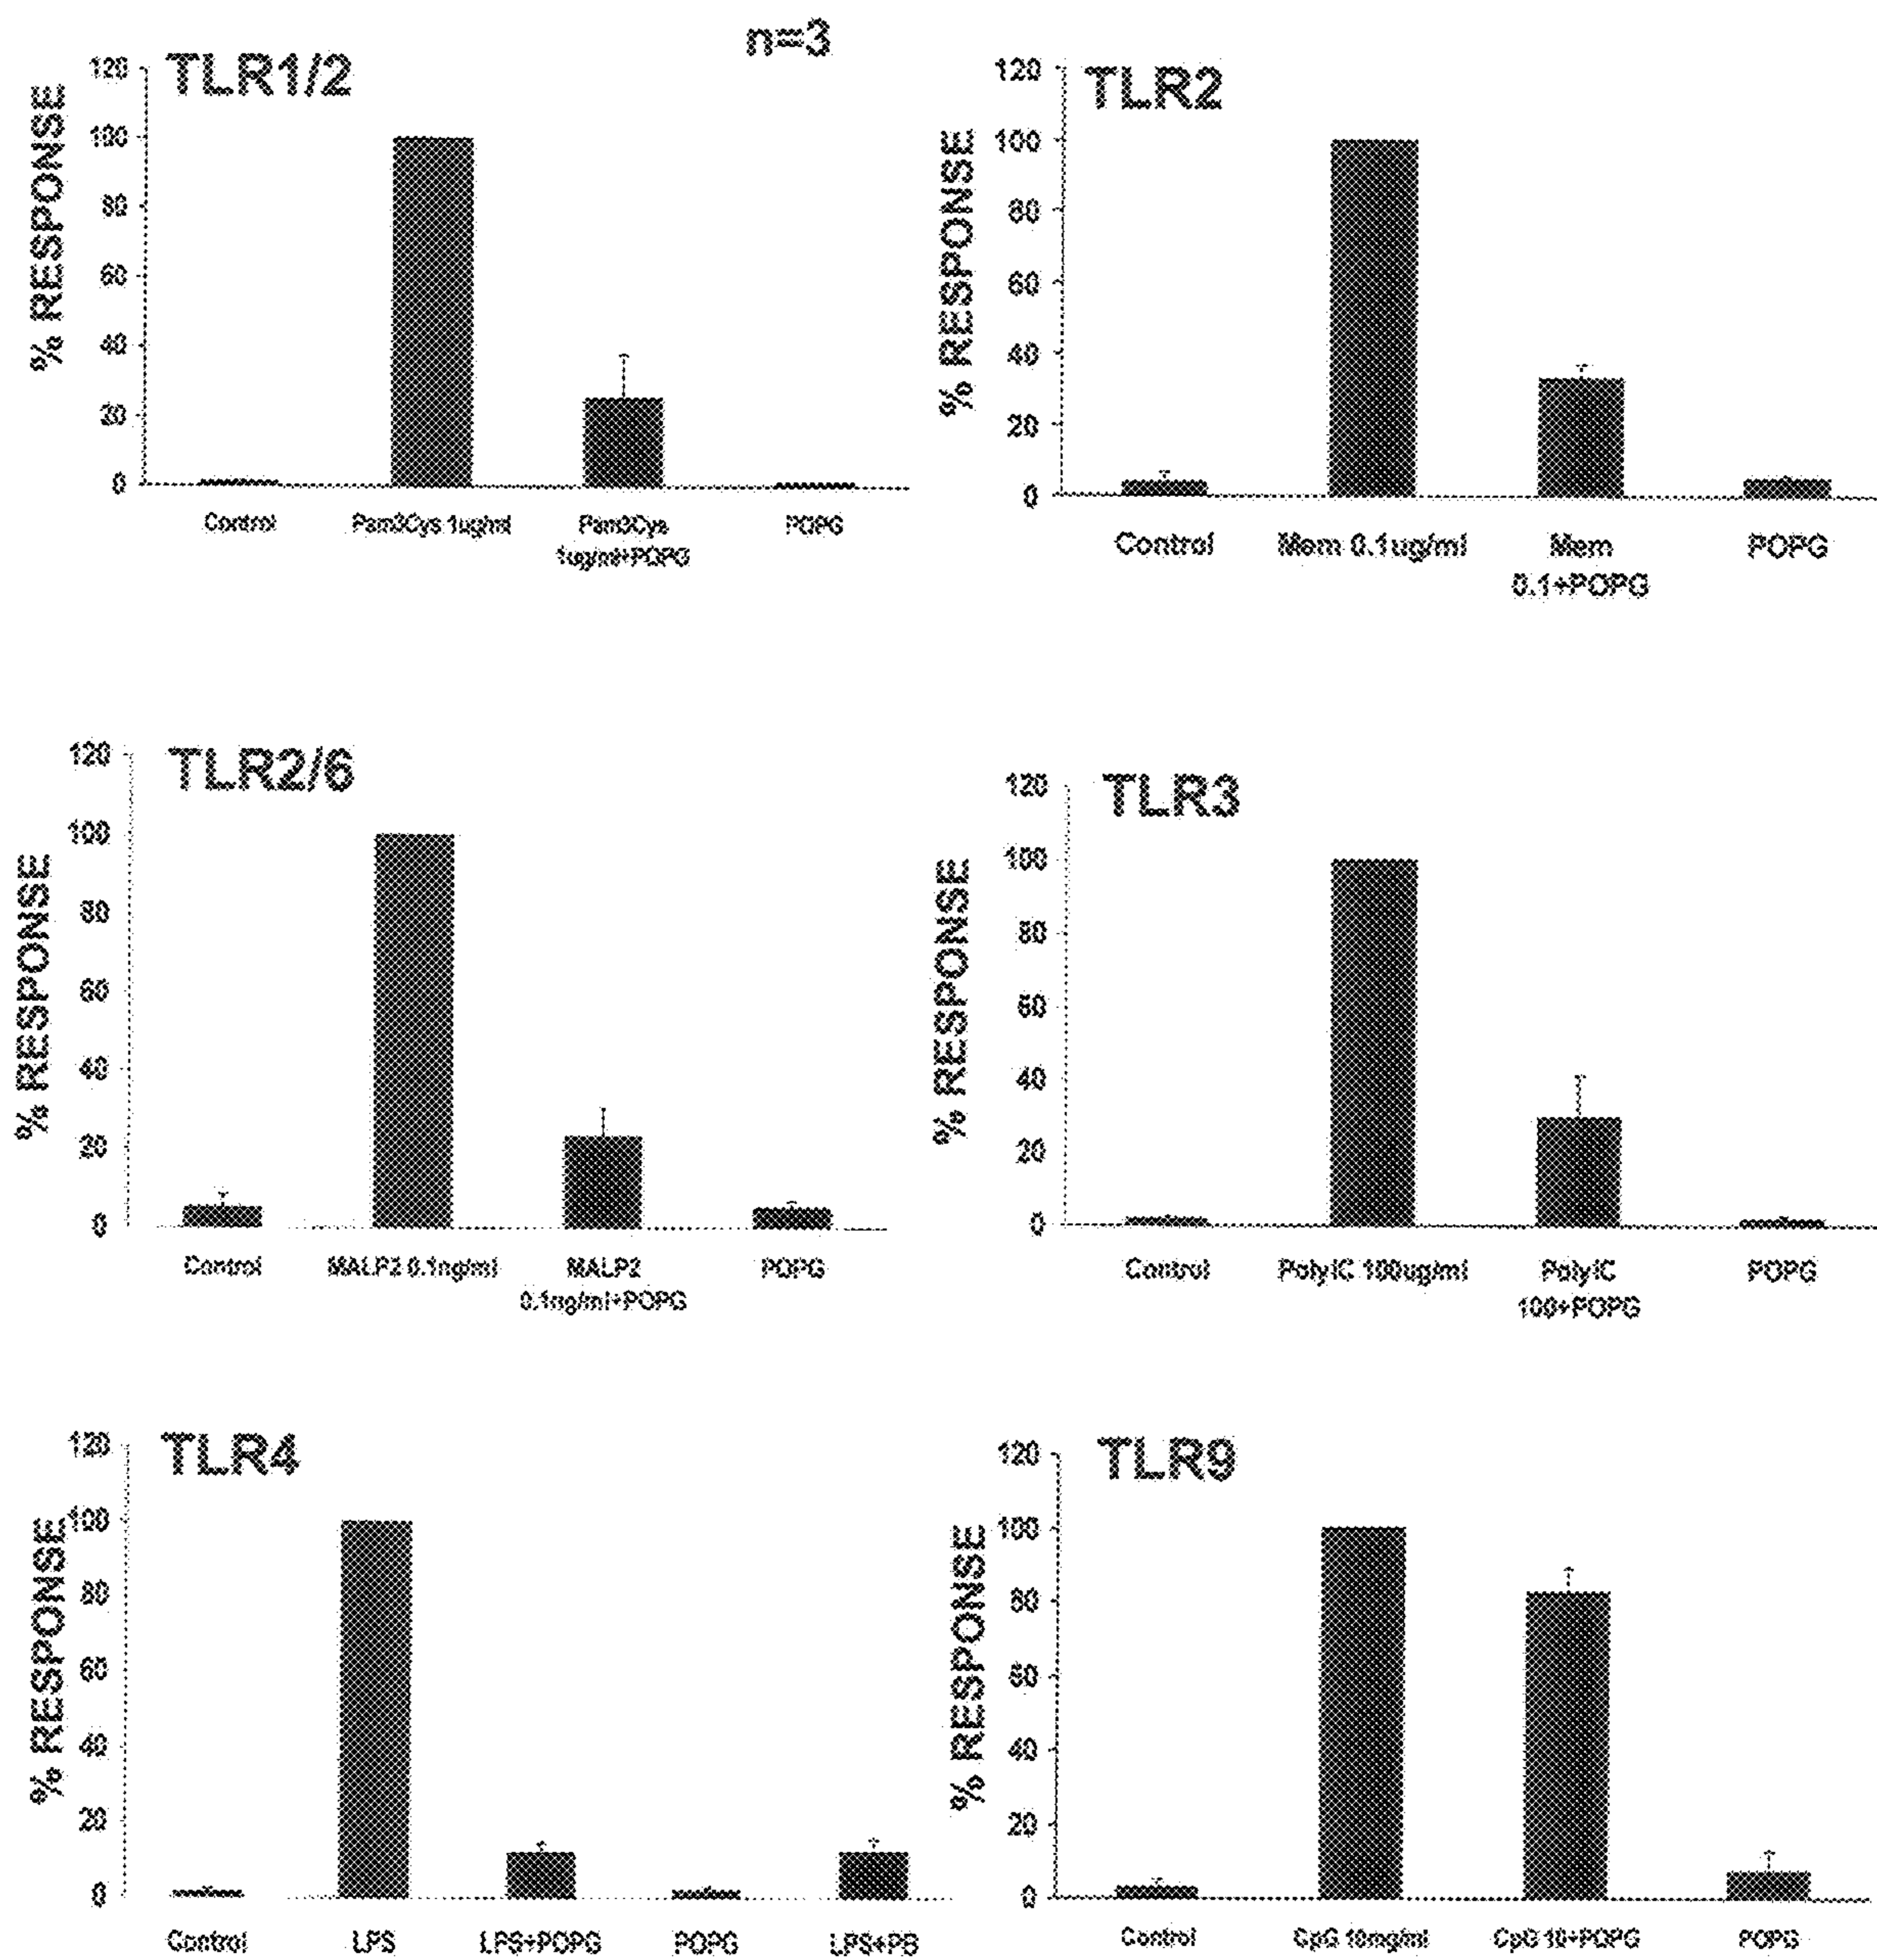 n=3
TLR1/2
% RESPONSE
120
100
80
60
40
20
0
Control
Pam3Cys 1ug/ml
Pam3Cys
1ug/ml+POPG
POPG
TLR2
% RESPONSE
120
100
80
60
40
20
0
Control
Mem 0.1ug/ml
Mem
0.1+POPG
POPG
TLR2/6
% RESPONSE
120
100
80
60
40
20
0
Control
MALP2 0.1ng/ml
MALP2
0.1ng/ml+POPG
POPG
TLR3
% RESPONSE
120
100
80
60
40
20
0
Control
PolyIC 100ug/ml
PolyIC
100+POPG
POPG
TLR4
% RESPONSE
120
100
80
60
40
20
0
Control
LPS
LPS+POPG
POPG
LPS+PB
TLR9
% RESPONSE
120
100
80
60
40
20
0
Control
CpG 10mg/ml
CpG 10+POPG
POPG